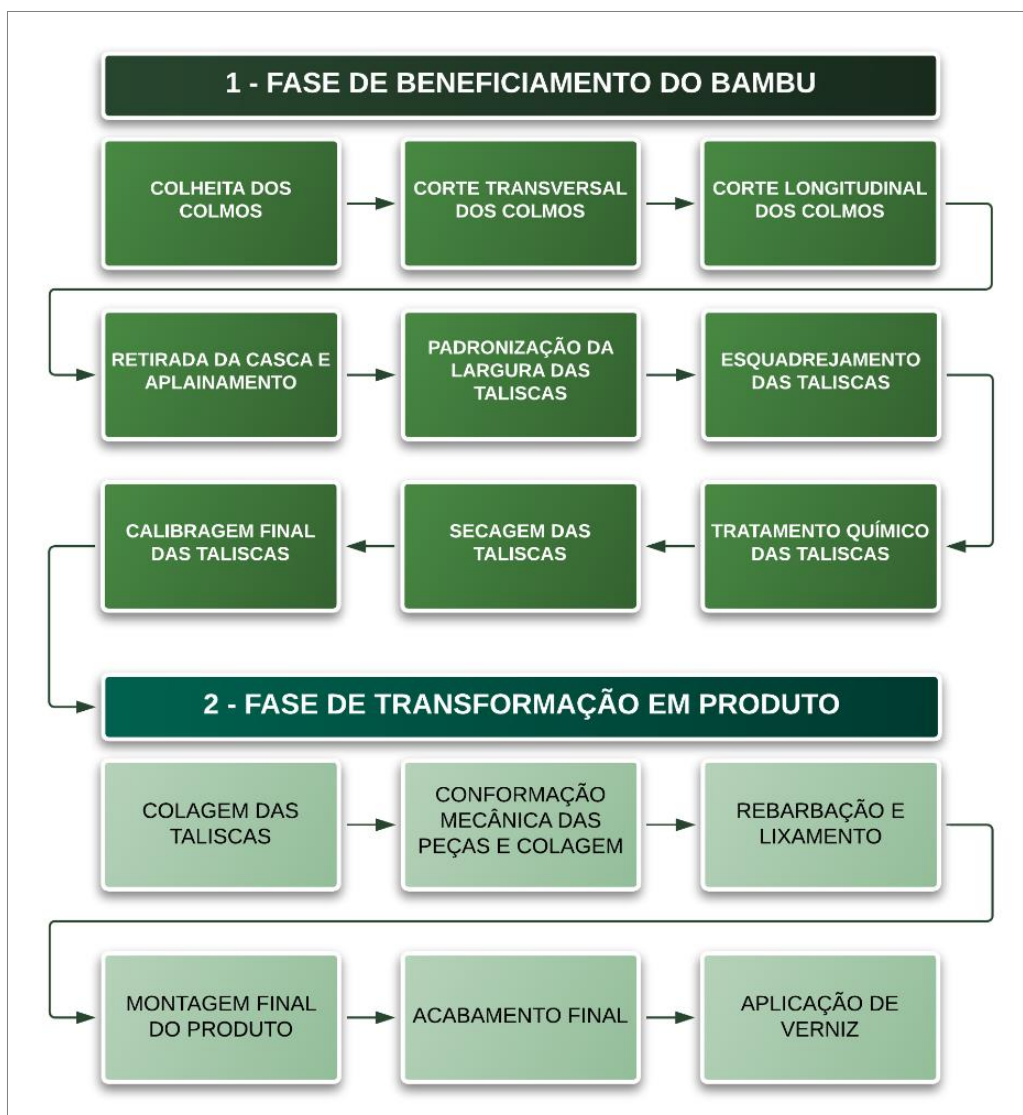 1 - FASE DE BENEFICIAMENTO DO BAMBU
COLHEITA DOS
COLMOS
CORTE TRANSVERSAL
DOS COLMOS
CORTE LONGITUDINAL
DOS COLMOS
RETIRADA DA CASCA E
APLAINAMENTO
PADRONIZAÇÃO DA
LARGURA DAS
TALISCAS
ESQUADREJAMENTO
DAS TALISCAS
CALIBRAGEM FINAL
DAS TALISCAS
SECAGEM DAS
TALISCAS
TRATAMENTO QUÍMICO
DAS TALISCAS
2 - FASE DE TRANSFORMAÇÃO EM PRODUTO
COLAGEM DAS
TALISCAS
CONFORMAÇÃO
MECÂNICA DAS
PEÇAS E COLAGEM
REBARBAÇÃO E
LIXAMENTO
MONTAGEM FINAL
DO PRODUTO
ACABAMENTO FINAL
APLICAÇÃO DE
VERNIZ